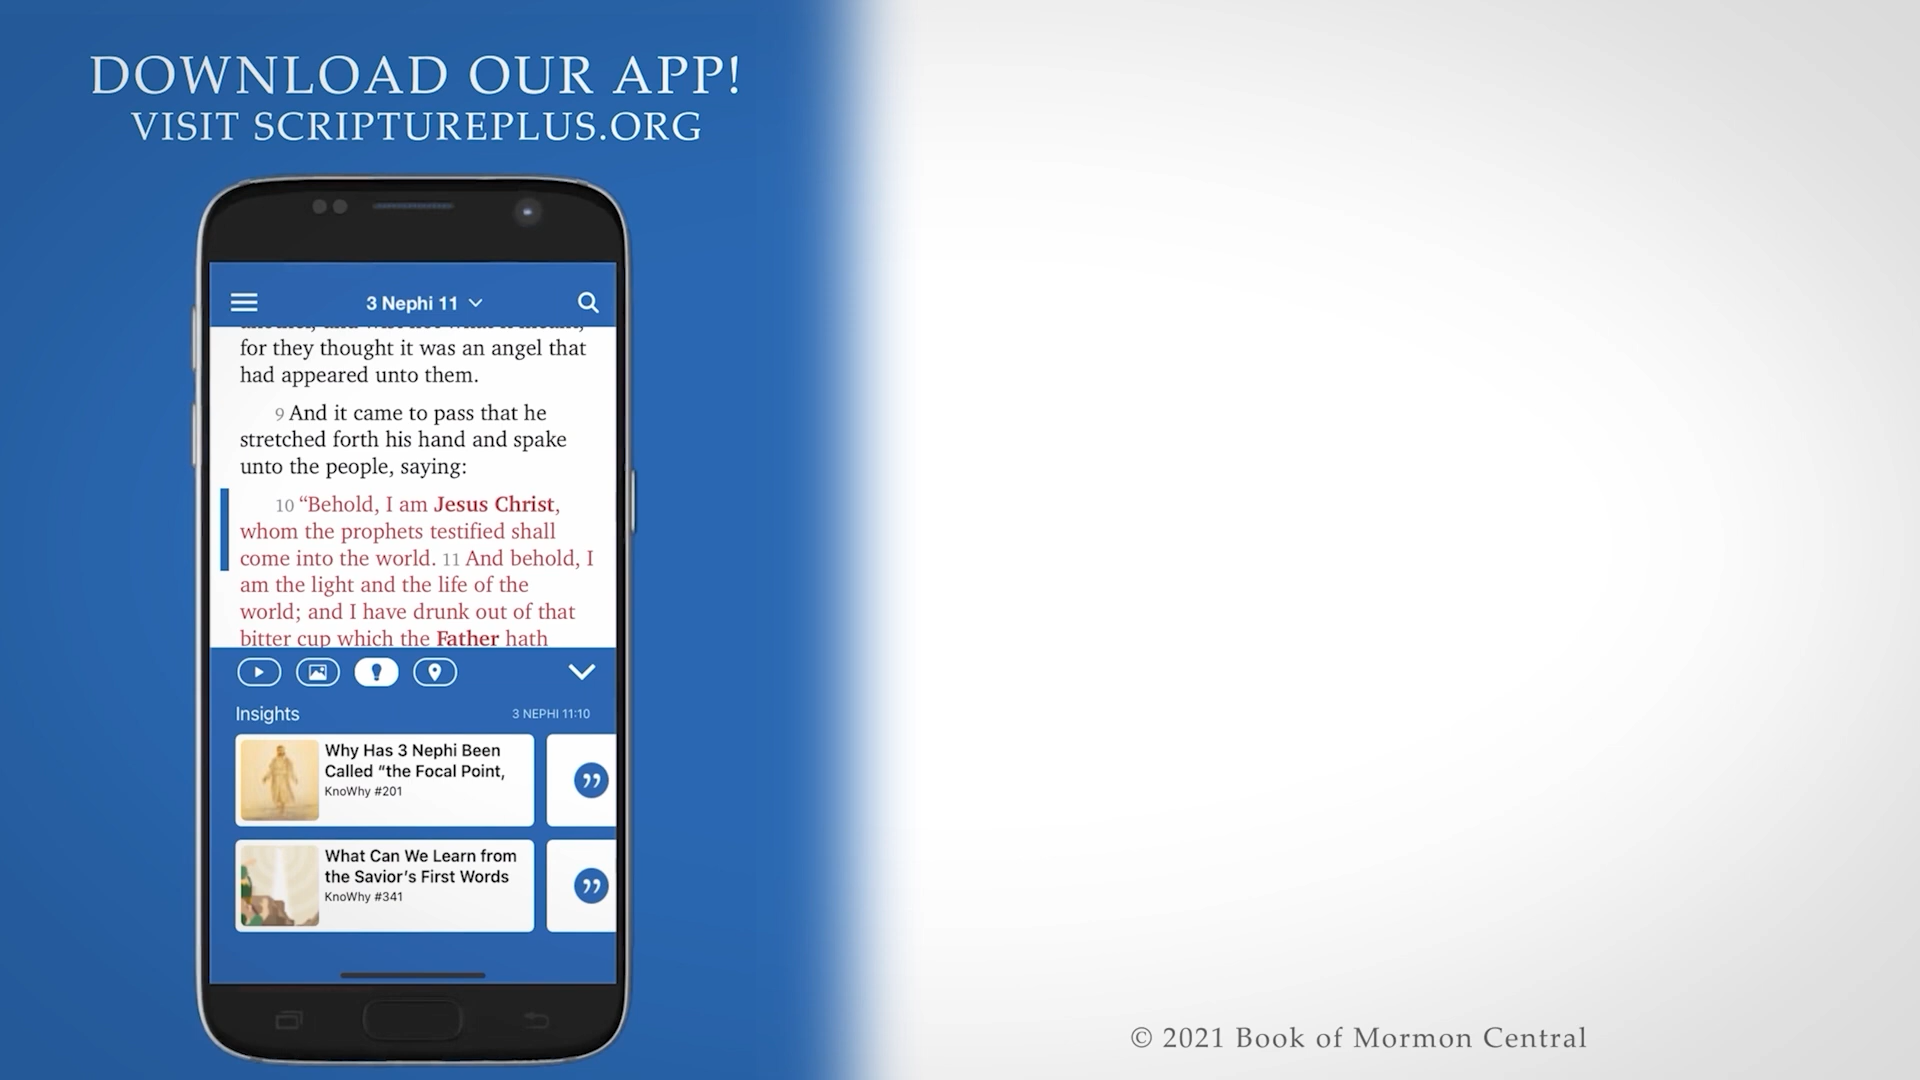 DOWNLOAD OUR APP!
VISIT SCRIPTUREPLUS.ORG
3 Nephi 11
for they thought it was an angel that
had appeared unto them.
9 And it came to pass that he
stretched forth his hand and spake
unto the people, saying:
10 “Behold, I am Jesus Christ,
whom the prophets testified shall
come into the world. 11 And behold, I
am the light and the life of the
world; and I have drunk out of that
bitter cup which the Father hath
Insights
3 NEPHI 11:10
Why Has 3 Nephi Been
Called “the Focal Point,
KnoWhy #201
What Can We Learn from
the Savior’s First Words
KnoWhy #341
© 2021 Book of Mormon Central